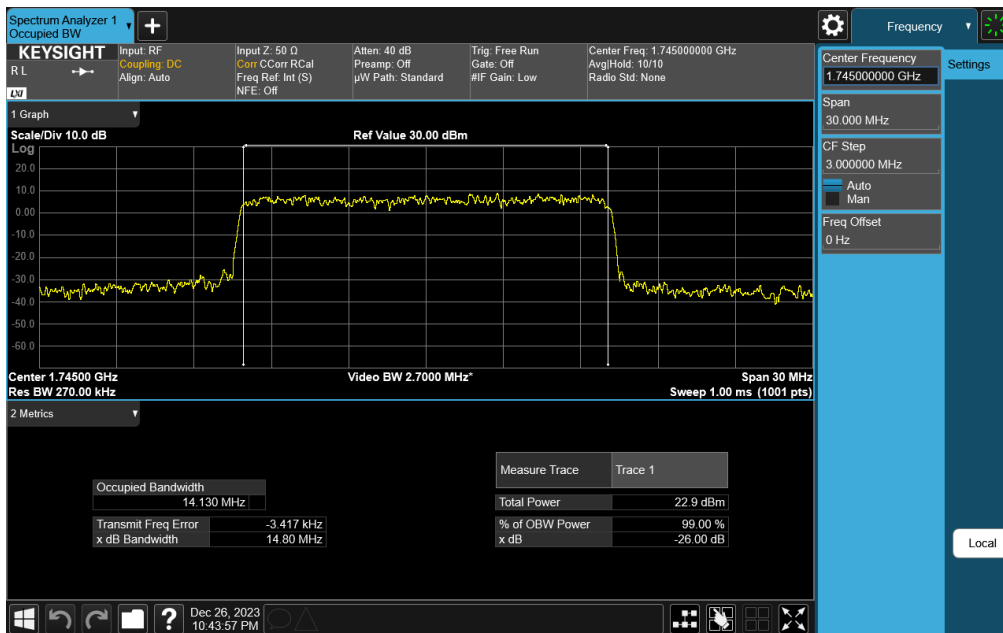 Spectrum Analyzer 1
Occupied BW
Frequency
KEYSIGHT
R L
LXI
Input: RF
Coupling: DC
Align: Auto
Input Z: 50 Ω
Corr CCorr RCal
Freq Ref: Int (S)
NFE: Off
Atten: 40 dB
Preamp: Off
µW Path: Standard
Trig: Free Run
Gate: Off
#IF Gain: Low
Center Freq: 1.745000000 GHz
Avg|Hold: 10/10
Radio Std: None
Center Frequency
1.745000000 GHz
Settings
Span
30.000 MHz
CF Step
3.000000 MHz
Auto
Man
Freq Offset
0 Hz
Local
1 Graph
Scale/Div 10.0 dB
Ref Value 30.00 dBm
Log
20.0
10.0
0.00
-10.0
-20.0
-30.0
-40.0
-50.0
-60.0
Center 1.74500 GHz
Video BW 2.7000 MHz*
Span 30 MHz
Res BW 270.00 kHz
Sweep 1.00 ms (1001 pts)
2 Metrics
Measure Trace Trace 1
Occupied Bandwidth
14.130 MHz
Total Power 22.9 dBm
Transmit Freq Error -3.417 kHz
% of OBW Power 99.00 %
x dB Bandwidth 14.80 MHz
x dB -26.00 dB
?
Dec 26, 2023
10:43:57 PM